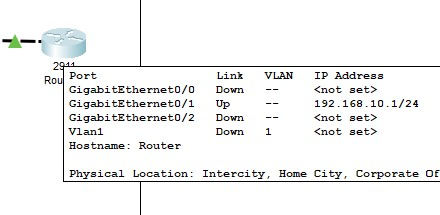 2911
Rou
Port Link VLAN IP Address
GigabitEthernet0/0 Down -- <not set>
GigabitEthernet0/1 Up -- 192.168.10.1/24
GigabitEthernet0/2 Down -- <not set>
Vlan1 Down 1 <not set>
Hostname: Router
Physical Location: Intercity, Home City, Corporate Of